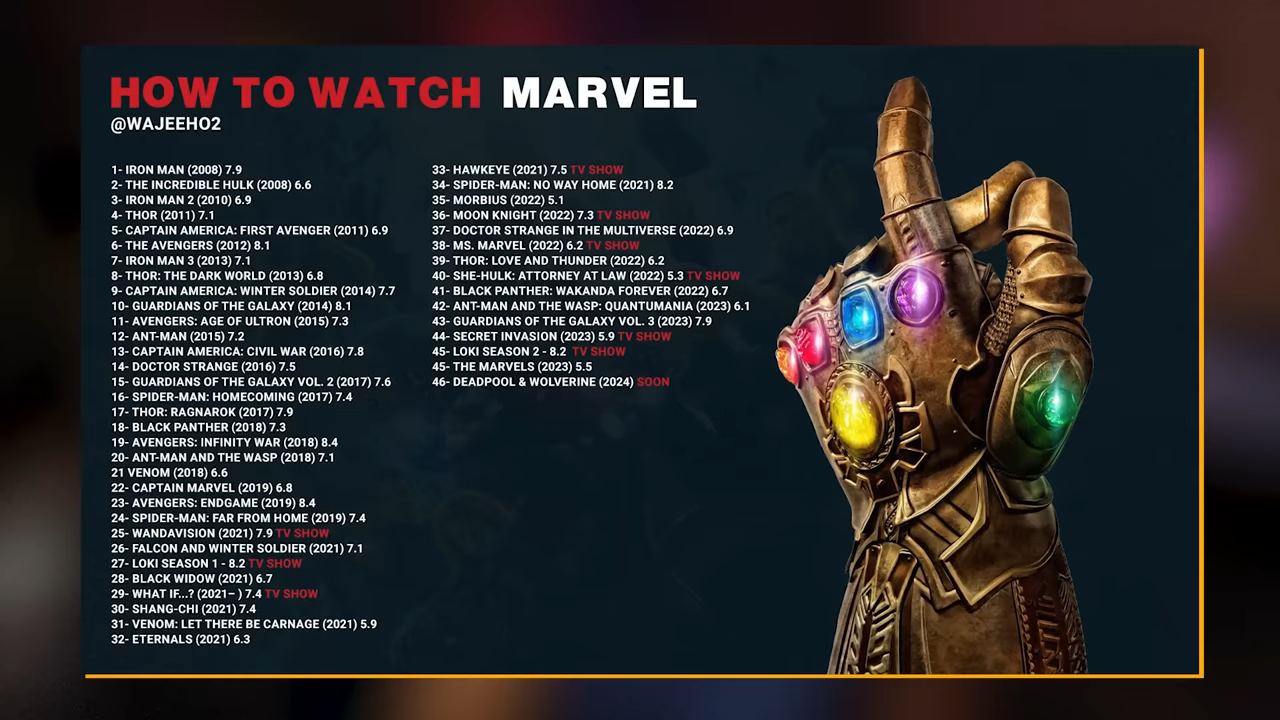 HOW TO WATCH MARVEL
@WAJEEHO2
1- IRON MAN (2008) 7.9
2- THE INCREDIBLE HULK (2008) 6.6
3- IRON MAN 2 (2010) 6.9
4- THOR (2011) 7.1
5- CAPTAIN AMERICA: FIRST AVENGER (2011) 6.9
6- THE AVENGERS (2012) 8.1
7- IRON MAN 3 (2013) 7.1
8- THOR: THE DARK WORLD (2013) 6.8
9- CAPTAIN AMERICA: WINTER SOLDIER (2014) 7.7
10- GUARDIANS OF THE GALAXY (2014) 8.1
11- AVENGERS: AGE OF ULTRON (2015) 7.3
12- ANT-MAN (2015) 7.2
13- CAPTAIN AMERICA: CIVIL WAR (2016) 7.8
14- DOCTOR STRANGE (2016) 7.5
15- GUARDIANS OF THE GALAXY VOL. 2 (2017) 7.6
16- SPIDER-MAN: HOMECOMING (2017) 7.4
17- THOR: RAGNAROK (2017) 7.9
18- BLACK PANTHER (2018) 7.3
19- AVENGERS: INFINITY WAR (2018) 8.4
20- ANT-MAN AND THE WASP (2018) 7.1
21 VENOM (2018) 6.6
22- CAPTAIN MARVEL (2019) 6.8
23- AVENGERS: ENDGAME (2019) 8.4
24- SPIDER-MAN: FAR FROM HOME (2019) 7.4
25- WANDAVISION (2021) 7.9 TV SHOW
26- FALCON AND WINTER SOLDIER (2021) 7.1
27- LOKI SEASON 1 - 8.2 TV SHOW
28- BLACK WIDOW (2021) 6.7
29- WHAT IF...? (2021– ) 7.4 TV SHOW
30- SHANG-CHI (2021) 7.4
31- VENOM: LET THERE BE CARNAGE (2021) 5.9
32- ETERNALS (2021) 6.3
33- HAWKEYE (2021) 7.5 TV SHOW
34- SPIDER-MAN: NO WAY HOME (2021) 8.2
35- MORBIUS (2022) 5.1
36- MOON KNIGHT (2022) 7.3 TV SHOW
37- DOCTOR STRANGE IN THE MULTIVERSE (2022) 6.9
38- MS. MARVEL (2022) 6.2 TV SHOW
39- THOR: LOVE AND THUNDER (2022) 6.2
40- SHE-HULK: ATTORNEY AT LAW (2022) 5.3 TV SHOW
41- BLACK PANTHER: WAKANDA FOREVER (2022) 6.7
42- ANT-MAN AND THE WASP: QUANTUMANIA (2023) 6.1
43- GUARDIANS OF THE GALAXY VOL. 3 (2023) 7.9
44- SECRET INVASION (2023) 5.9 TV SHOW
45- LOKI SEASON 2 - 8.2 TV SHOW
45- THE MARVELS (2023) 5.5
46- DEADPOOL & WOLVERINE (2024) SOON